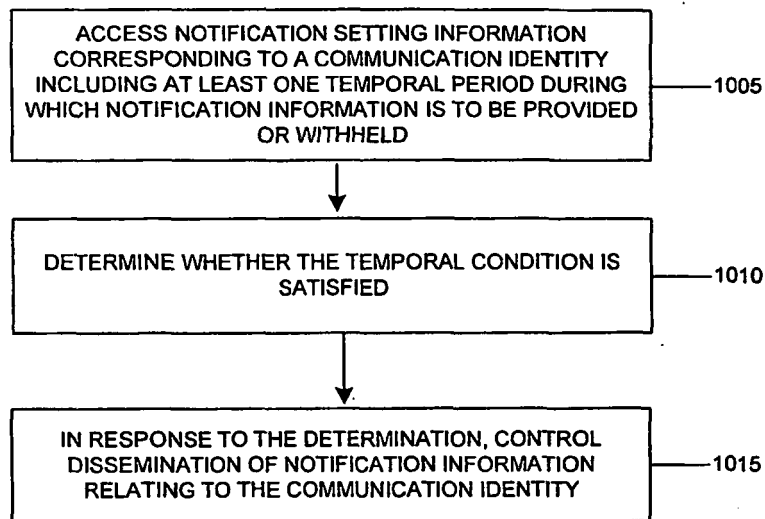 ACCESS NOTIFICATION SETTING INFORMATION
CORRESPONDING TO A COMMUNICATION IDENTITY
INCLUDING AT LEAST ONE TEMPORAL PERIOD DURING
WHICH NOTIFICATION INFORMATION IS TO BE PROVIDED
OR WITHHELD
1005
DETERMINE WHETHER THE TEMPORAL CONDITION IS
SATISFIED
1010
IN RESPONSE TO THE DETERMINATION, CONTROL
DISSEMINATION OF NOTIFICATION INFORMATION
RELATING TO THE COMMUNICATION IDENTITY
1015